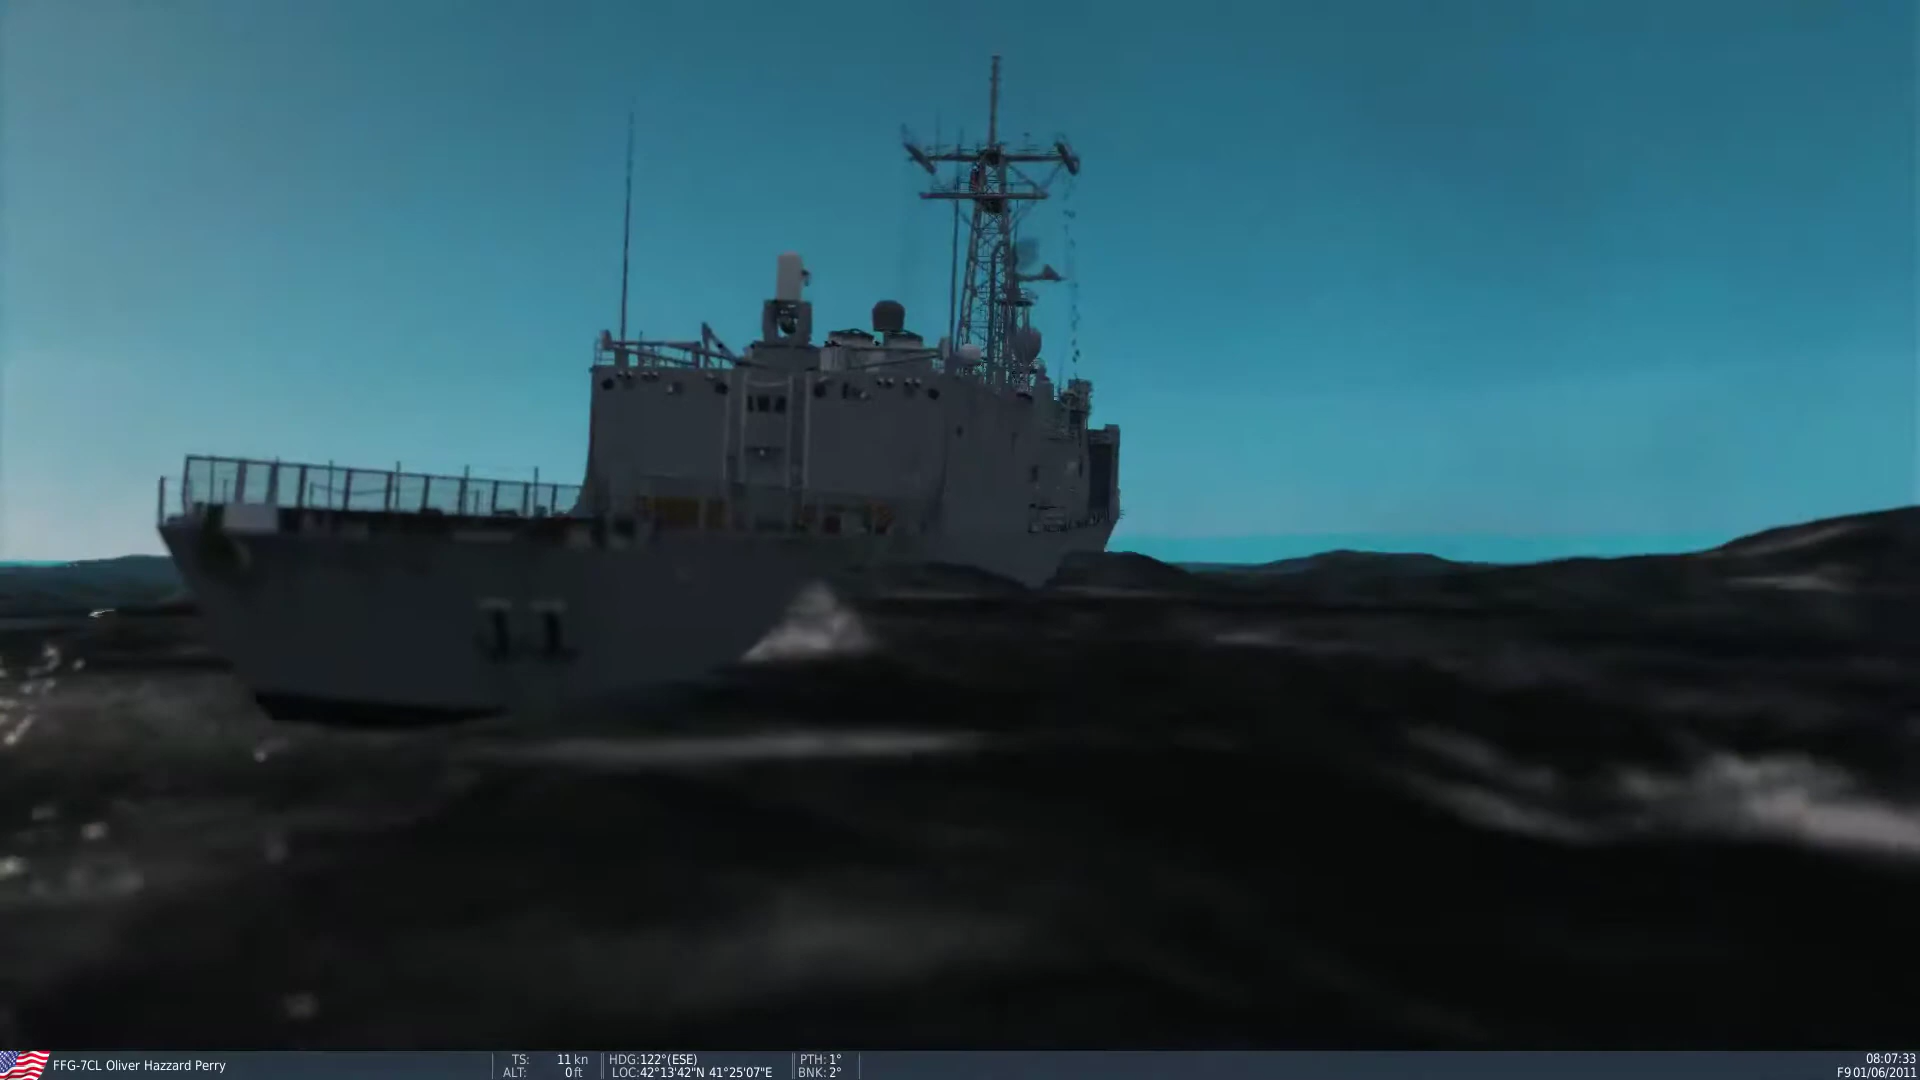 11
FFG-7CL Oliver Hazzard Perry
TS: 11 kn
ALT: 0 ft
HDG:122°(ESE)
LOC:42°13'42"N 41°25'07"E
PTH: 1°
BNK: 2°
08:07:33
F9 01/06/2011